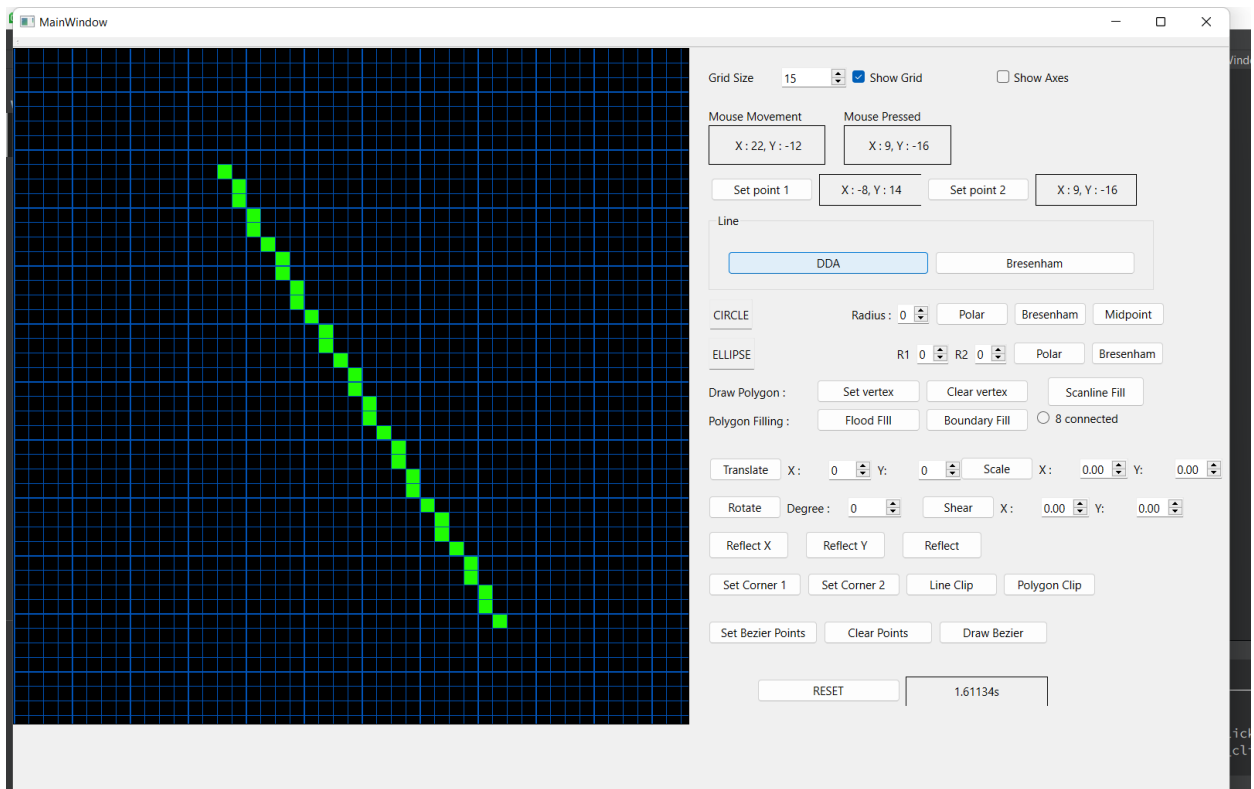 MainWindow
Grid Size 15 Show Grid Show Axes
Mouse Movement Mouse Pressed
X : 22, Y : -12 X : 9, Y : -16
Set point 1 X : -8, Y : 14 Set point 2 X : 9, Y : -16
Line
DDA Bresenham
CIRCLE Radius : 0 Polar Bresenham Midpoint
ELLIPSE R1 0 R2 0 Polar Bresenham
Draw Polygon : Set vertex Clear vertex Scanline Fill
Polygon Filling : Flood FIll Boundary Fill 8 connected
Translate X : 0 Y: 0 Scale X : 0.00 Y: 0.00
Rotate Degree : 0 Shear X : 0.00 Y: 0.00
Reflect X Reflect Y Reflect
Set Corner 1 Set Corner 2 Line Clip Polygon Clip
Set Bezier Points Clear Points Draw Bezier
RESET 1.61134s